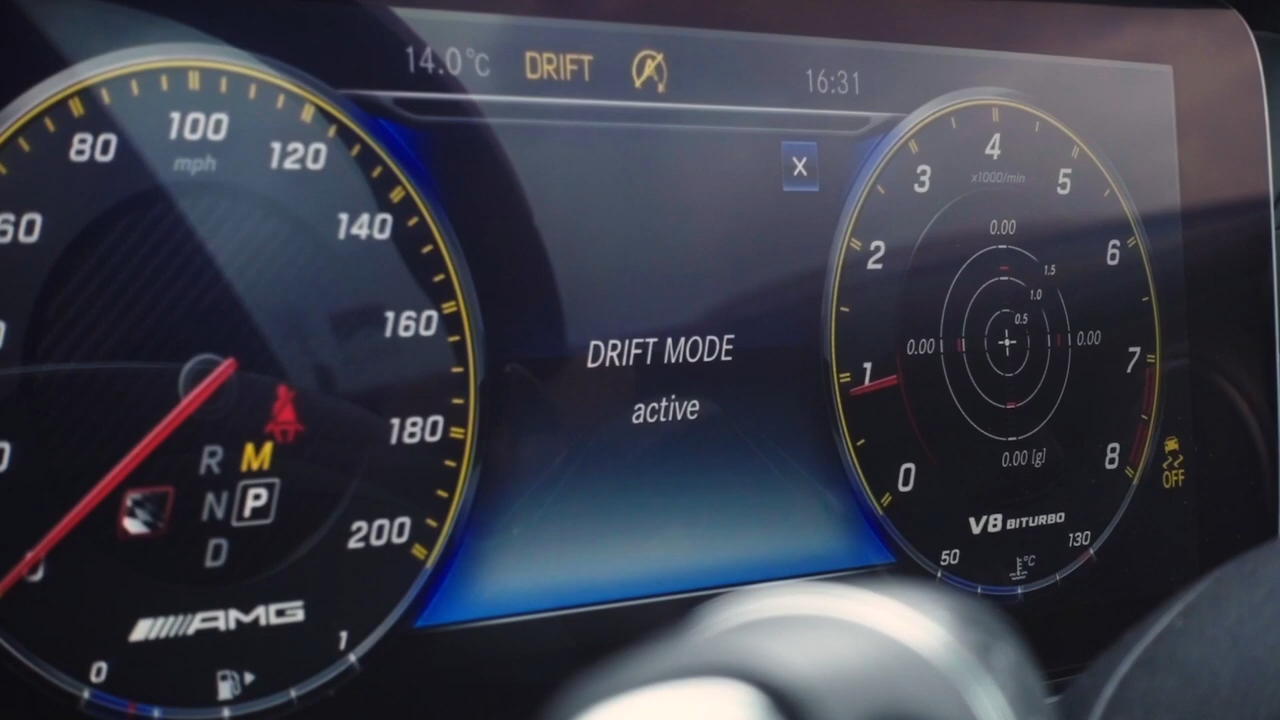 14.0°C DRIFT A 16:31
80 100 120
mph
60 140
160
180
200
R M
N P
D
AMG
0 1
X
DRIFT MODE
active
3 4 5
x1000/min
2 6
1 7
0 8
0.00
1.5
1.0
0.5
0.00 0.00
0.00 [g]
V8 BITURBO
50 130
°C
OFF